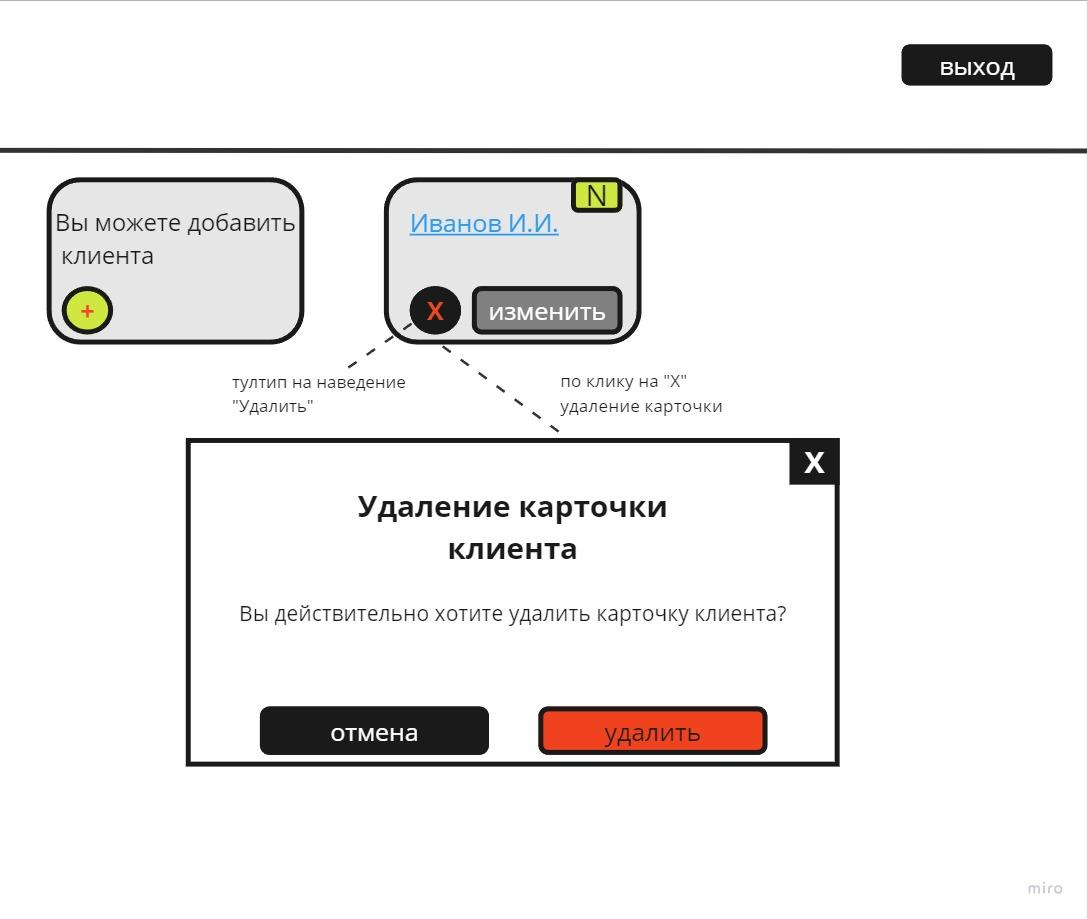 выход
Вы можете добавить
клиента
+
N
Иванов И.И.
X
изменить
тултип на наведение
"Удалить"
по клику на "X"
удаление карточки
X
Удаление карточки
клиента
Вы действительно хотите удалить карточку клиента?
отмена
удалить
miro